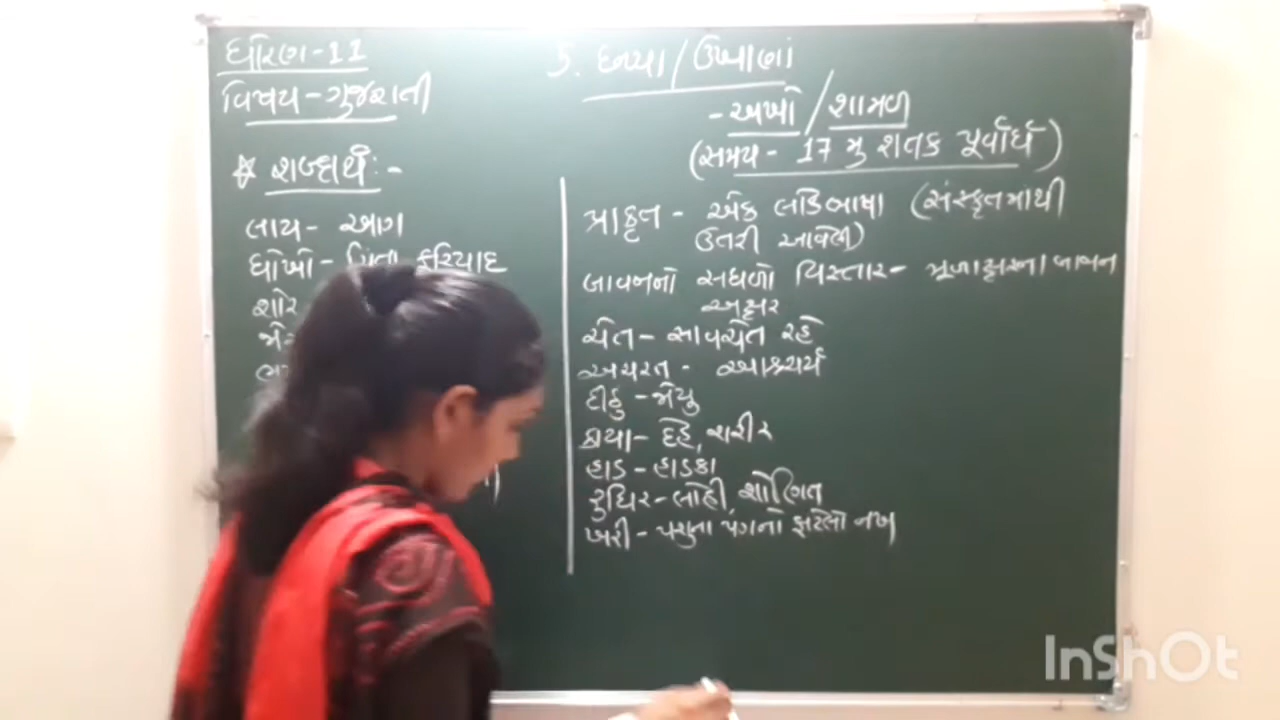 ધોરણ-11
વિષય - ગુજરાતી
5. છપ્પા / ઉખાણાં
- અખો / શામળ
(સમય - 17 મુ શતક પૂર્વાર્ધ)
* શબ્દાર્થ :-
લાય - આગ
ધોખો - ચિંતા ફરિયાદ
શોર
પ્રાકૃત - એક લોકભાષા (સંસ્કૃતમાથી
ઉતરી આવેલી)
બાવનનો સઘળો વિસ્તાર - મૂળાક્ષરના બાવન
અક્ષર
ચેત - સાવચેત રહે
અચરત - આશ્ચર્ય
દીઠુ - જોયુ
કાયા - દેહ, શરીર
હાડ - હાડકા
રુધિર - લોહી, શોણિત
ખરી - પશુના પગનો ફાટેલો નખ
InShOt